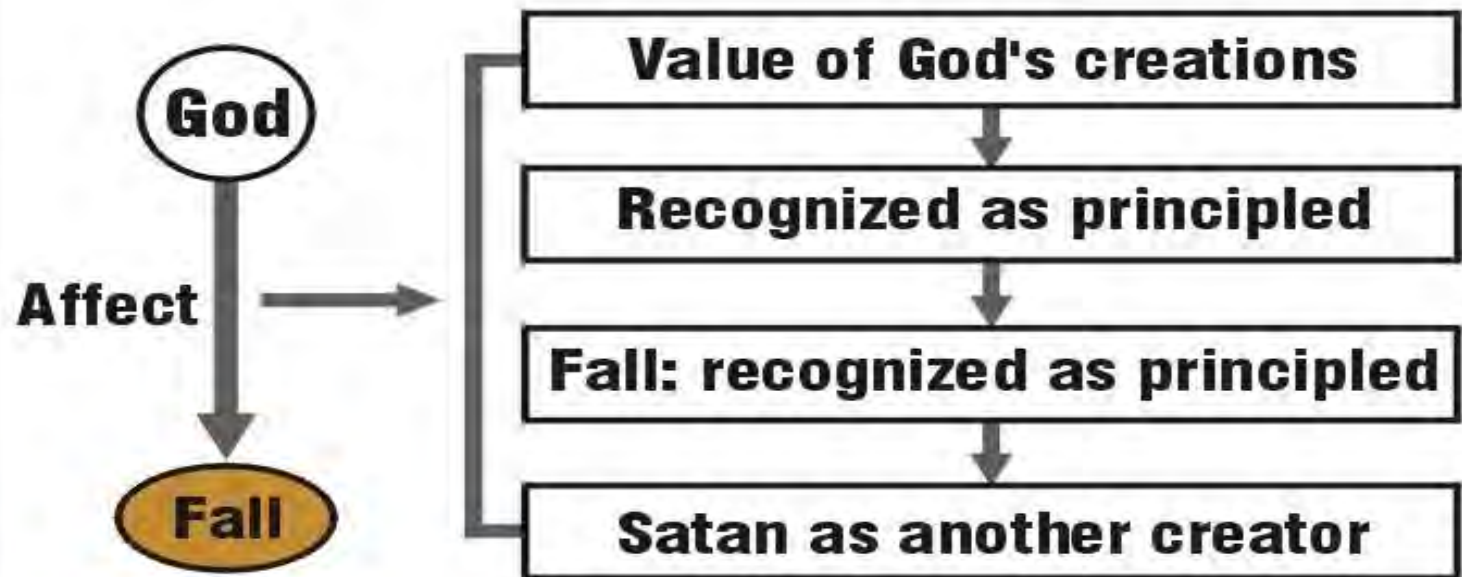 God
Affect
Fall
Value of God's creations
Recognized as principled
Fall: recognized as principled
Satan as another creator